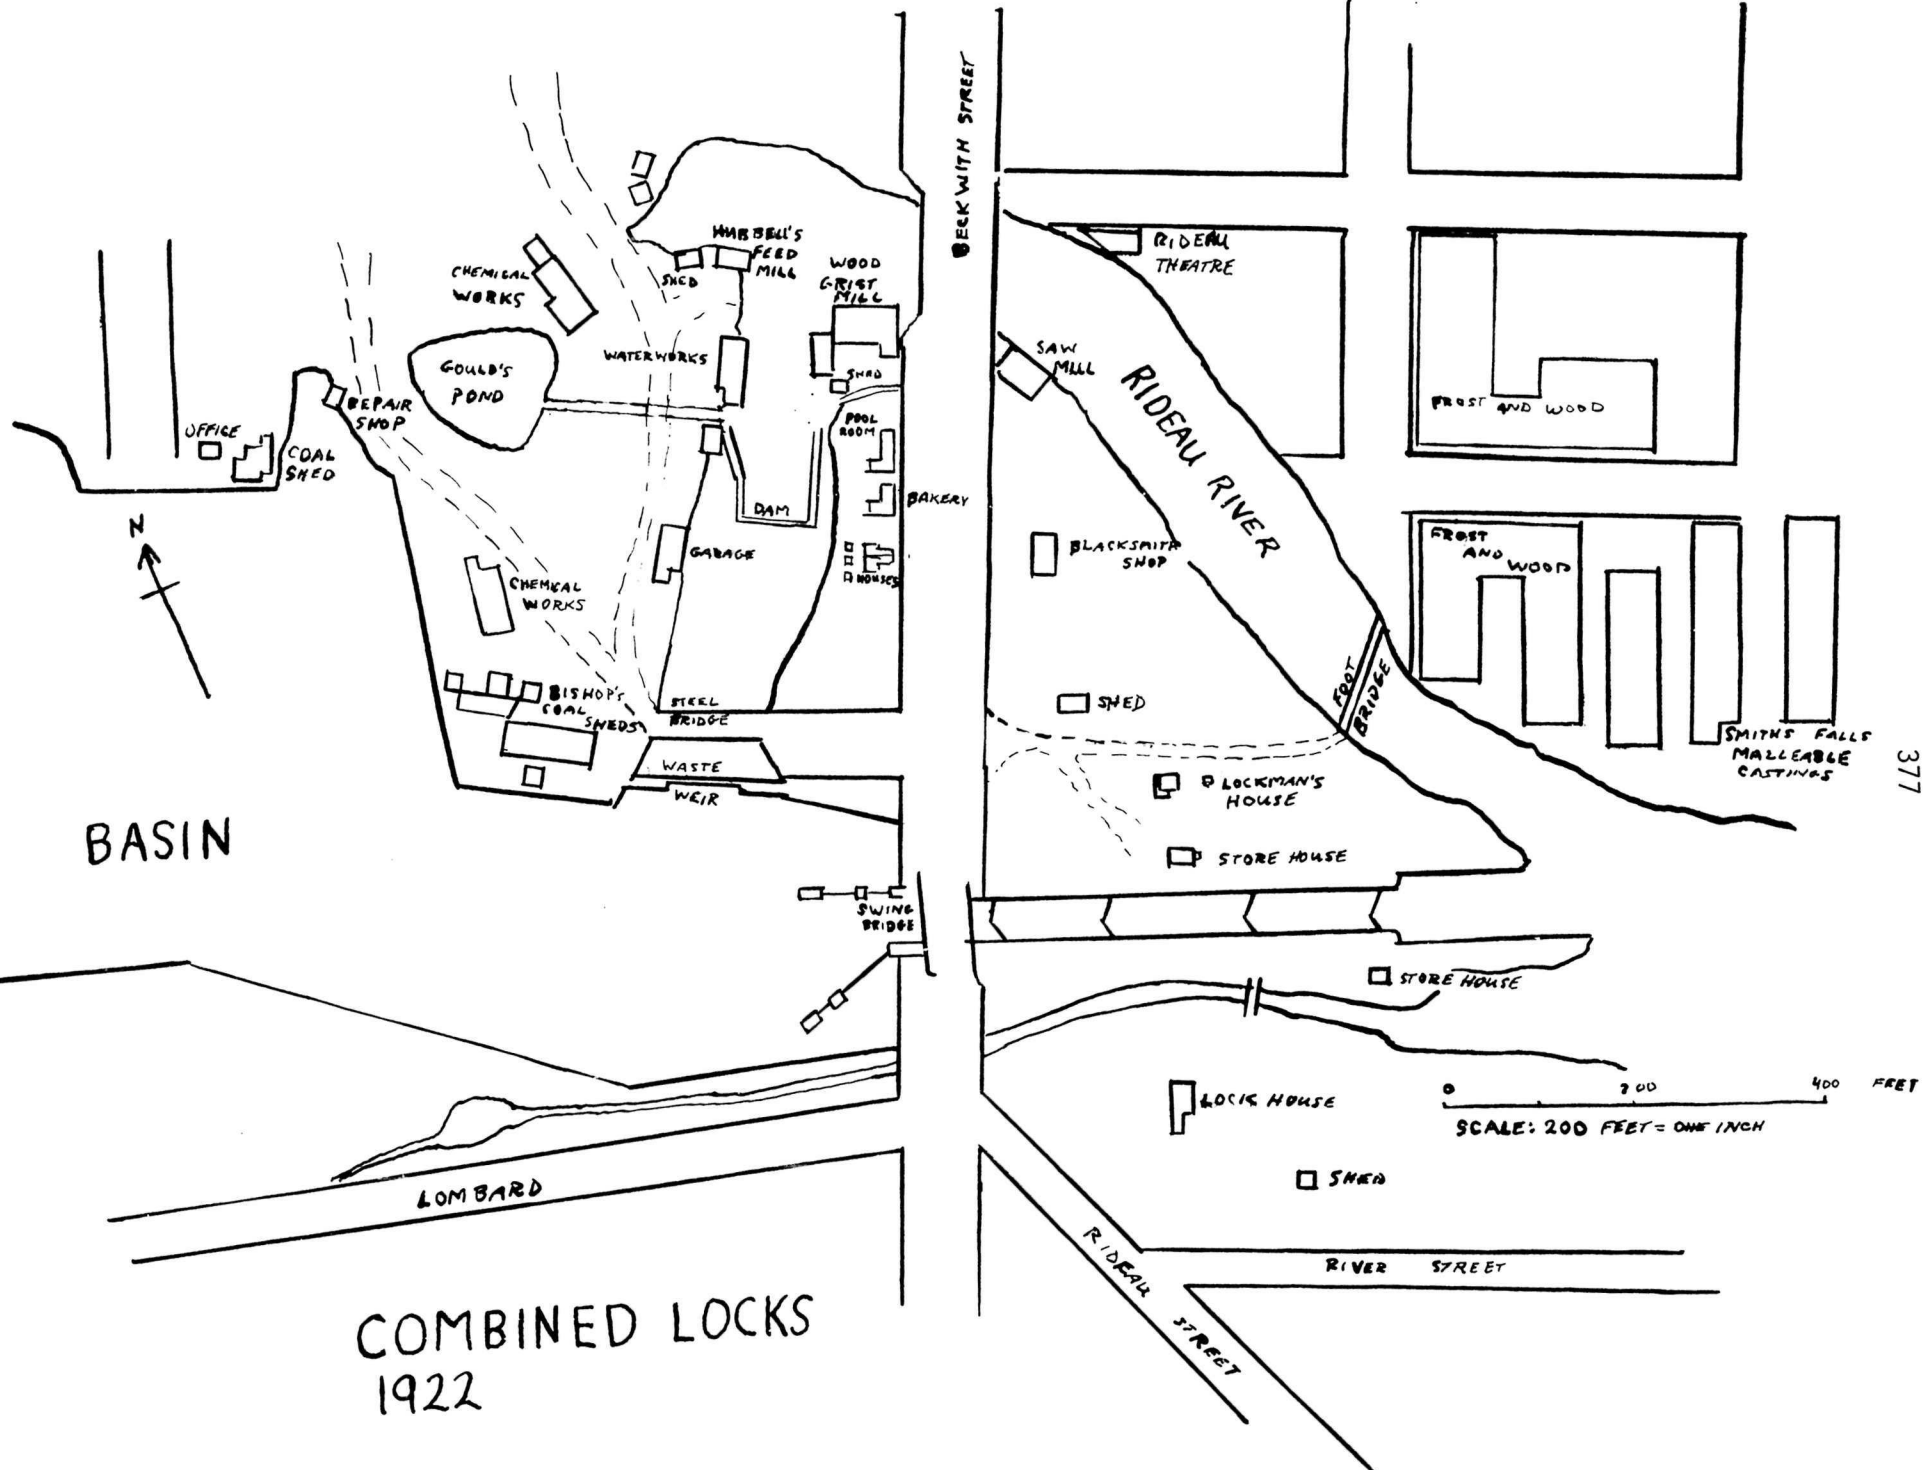 BECKWITH STREET
HUBBELL'S
FEED
MILL
SHED
WOOD
GRIST
MILL
CHEMICAL
WORKS
RIDEAU
THEATRE
WATERWORKS
SHED
SAW
MILL
GOULD'S
POND
RIDEAU RIVER
REPAIR
SHOP
POOL
ROOM
FROST AND WOOD
OFFICE
COAL
SHED
BAKERY
DAM
N
GARAGE
BLACKSMITH
SHOP
FROST
AND
WOOD
HOUSES
CHEMICAL
WORKS
FOOT
BRIDGE
BISHOP'S
COAL
SHEDS
STEEL
BRIDGE
SHED
SMITHS FALLS
MALLEABLE
CASTINGS
377
WASTE
WEIR
LOCKMAN'S
HOUSE
BASIN
STORE HOUSE
SWING
BRIDGE
STORE HOUSE
0 200 400 FEET
SCALE: 200 FEET = ONE INCH
LOCK HOUSE
SHED
LOMBARD
RIDEAU STREET
RIVER STREET
COMBINED LOCKS
1922